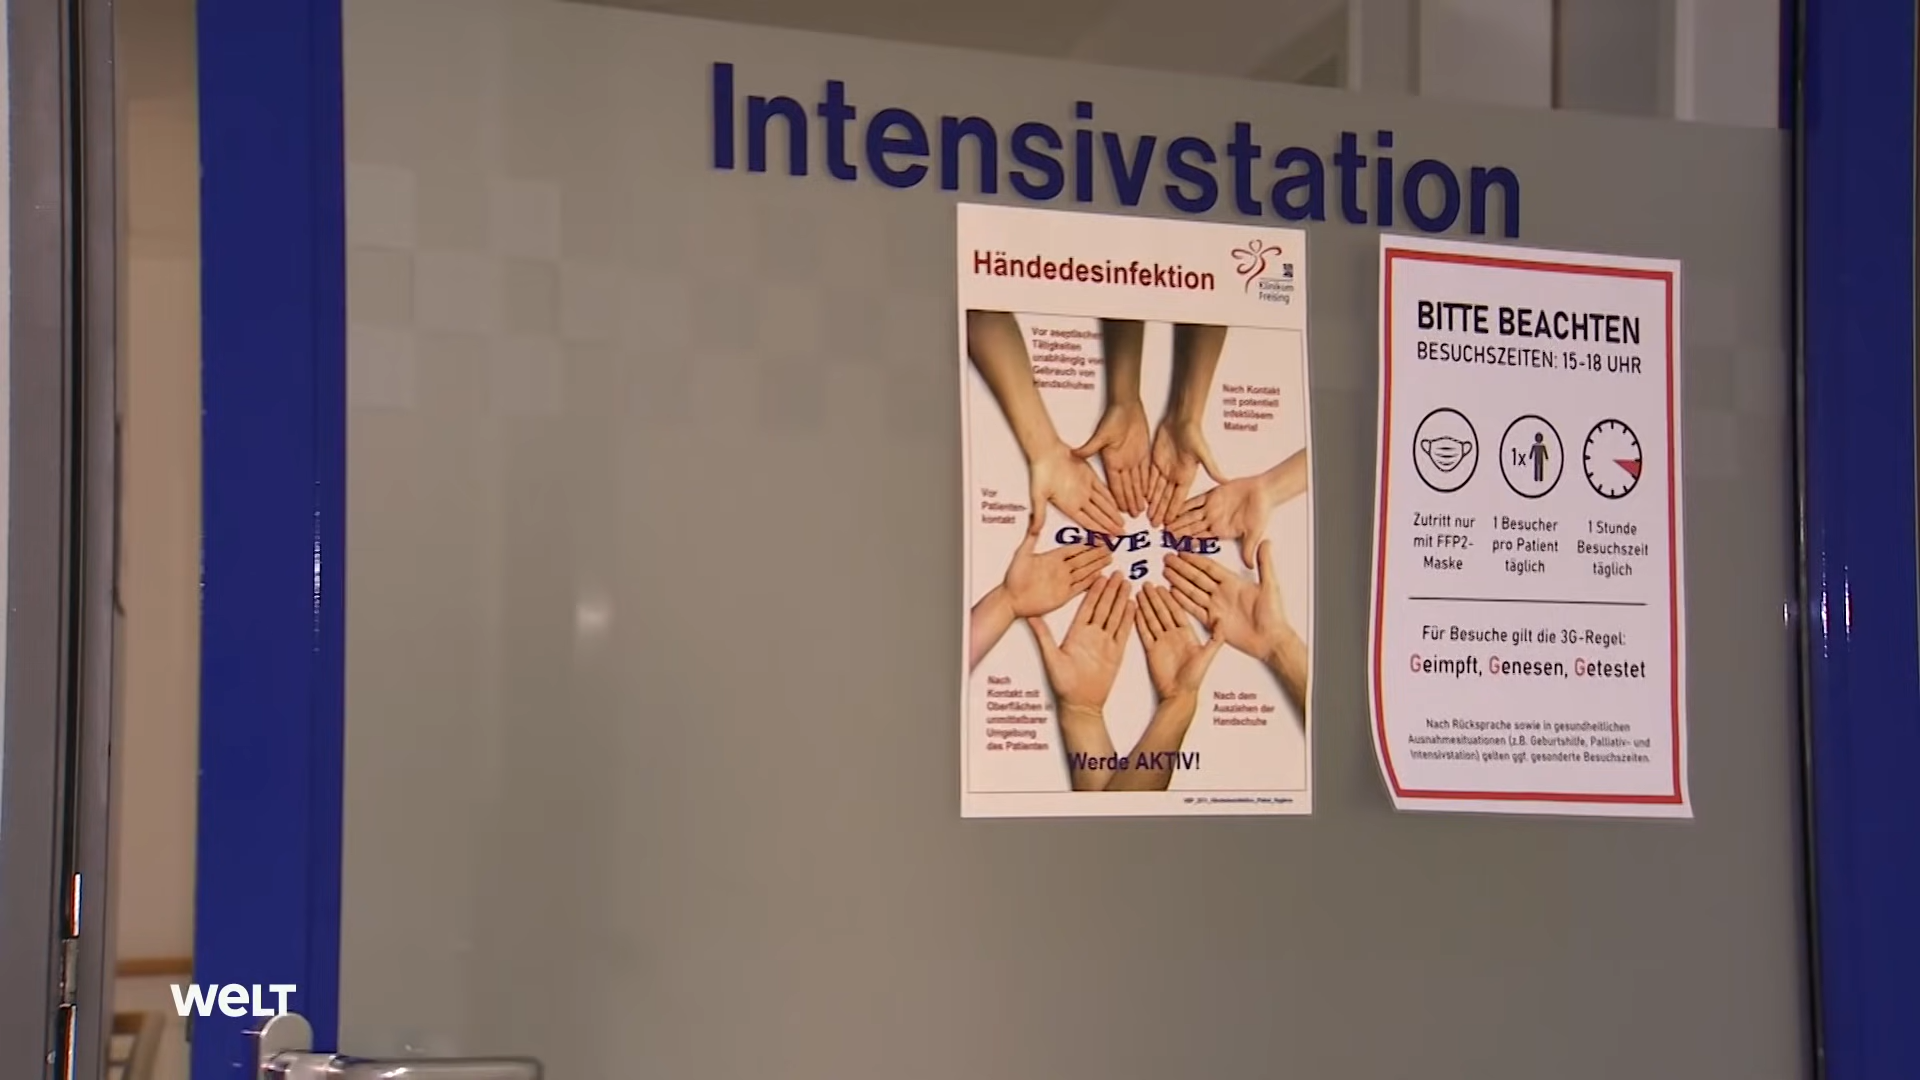 Intensivstation
Händedesinfektion
Klinikum
Freising
Vor aseptischen
Tätigkeiten
unabhängig von
Gebrauch von
Handschuhen
Nach Kontakt
mit potentiell
infektiösem
Material
Vor
Patienten-
kontakt
GIVE ME
5
Nach
Kontakt mit
Oberflächen in
unmittelbarer
Umgebung
des Patienten
Nach dem
Ausziehen der
Handschuhe
Werde AKTIV!
BITTE BEACHTEN
BESUCHSZEITEN: 15-18 UHR
1x
Zutritt nur
mit FFP2-
Maske
1 Besucher
pro Patient
täglich
1 Stunde
Besuchszeit
täglich
Für Besuche gilt die 3G-Regel:
Geimpft, Genesen, Getestet
Nach Rücksprache sowie in gesundheitlichen
Ausnahmesituationen (z.B. Geburtshilfe, Palliativ- und
Intensivstation) gelten ggf. gesonderte Besuchszeiten.
WELT